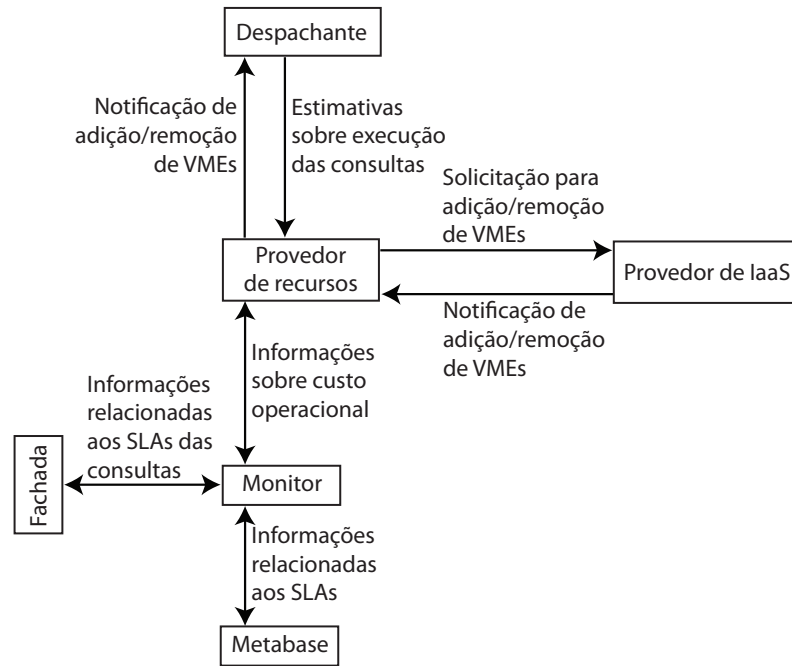 Despachante
Notificação de
adição/remoção
de VMEs
Estimativas
sobre execução
das consultas
Solicitação para
adição/remoção
de VMEs
Provedor
de recursos
Provedor de IaaS
Notificação de
adição/remoção
de VMEs
Informações
sobre custo
operacional
Informações
relacionadas
aos SLAs das
consultas
Fachada
Monitor
Informações
relacionadas
aos SLAs
Metabase